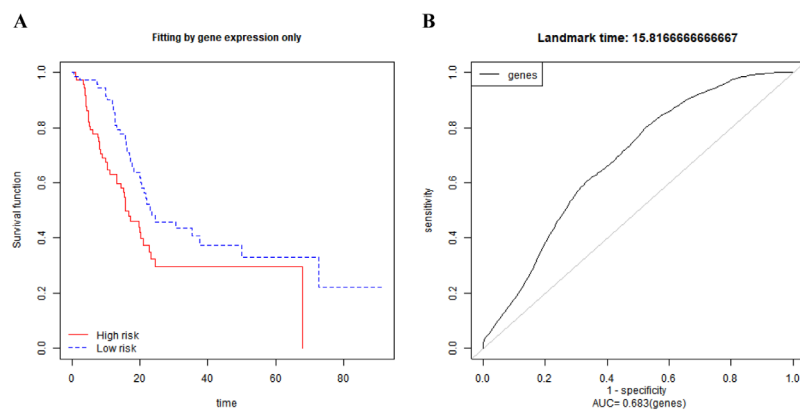 A
Fitting by gene expression only
Survival function
1.0
0.8
0.6
0.4
0.2
0.0
High risk
Low risk
0
20
40
60
80
time
B
Landmark time: 15.8166666666667
genes
sensitivity
1.0
0.8
0.6
0.4
0.2
0.0
0.0
0.2
0.4
0.6
0.8
1.0
1 - specificity
AUC= 0.683(genes)